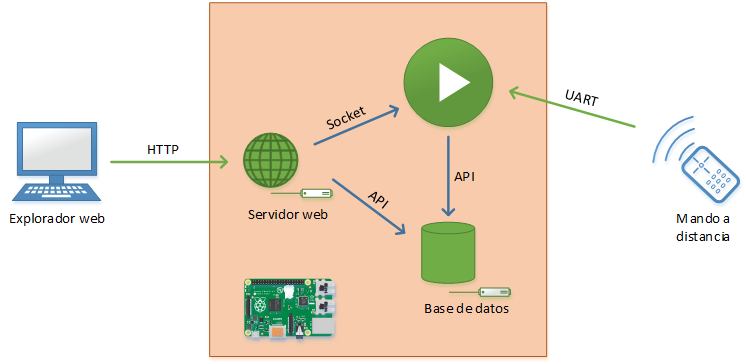 UART
Socket
HTTP
API
API
Explorador web
Servidor web
Mando a
distancia
Base de datos